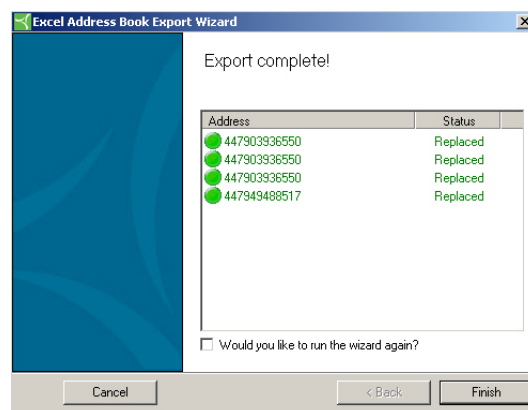 Excel Address Book Export Wizard
Export complete!
Address Status
447903936550 Replaced
447903936550 Replaced
447903936550 Replaced
447949488517 Replaced
Would you like to run the wizard again?
Cancel < Back Finish